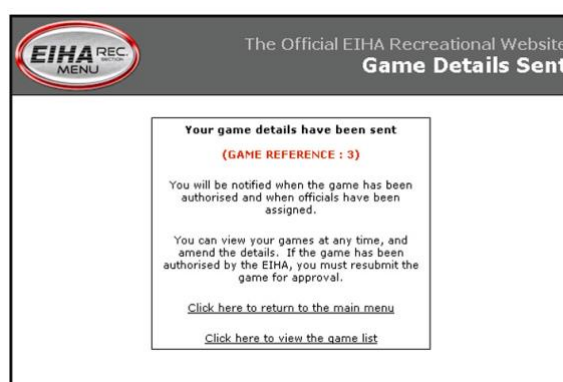 EIHA REC.
SECTION
MENU
The Official EIHA Recreational Website
Game Details Sent
Your game details have been sent
(GAME REFERENCE : 3)
You will be notified when the game has been
authorised and when officials have been
assigned.
You can view your games at any time, and
amend the details. If the game has been
authorised by the EIHA, you must resubmit the
game for approval.
Click here to return to the main menu
Click here to view the game list